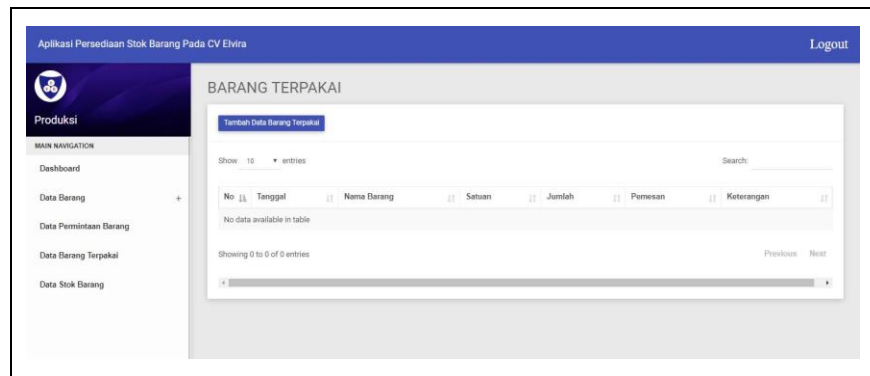 Aplikasi Persediaan Stok Barang Pada CV Elvira
Logout
Produksi
MAIN NAVIGATION
Dashboard
Data Barang +
Data Permintaan Barang
Data Barang Terpakai
Data Stok Barang
BARANG TERPAKAI
Tambah Data Barang Terpakai
Show 10 entries
Search:
No Tanggal Nama Barang Satuan Jumlah Pemesan Keterangan
No data available in table
Showing 0 to 0 of 0 entries
Previous Next